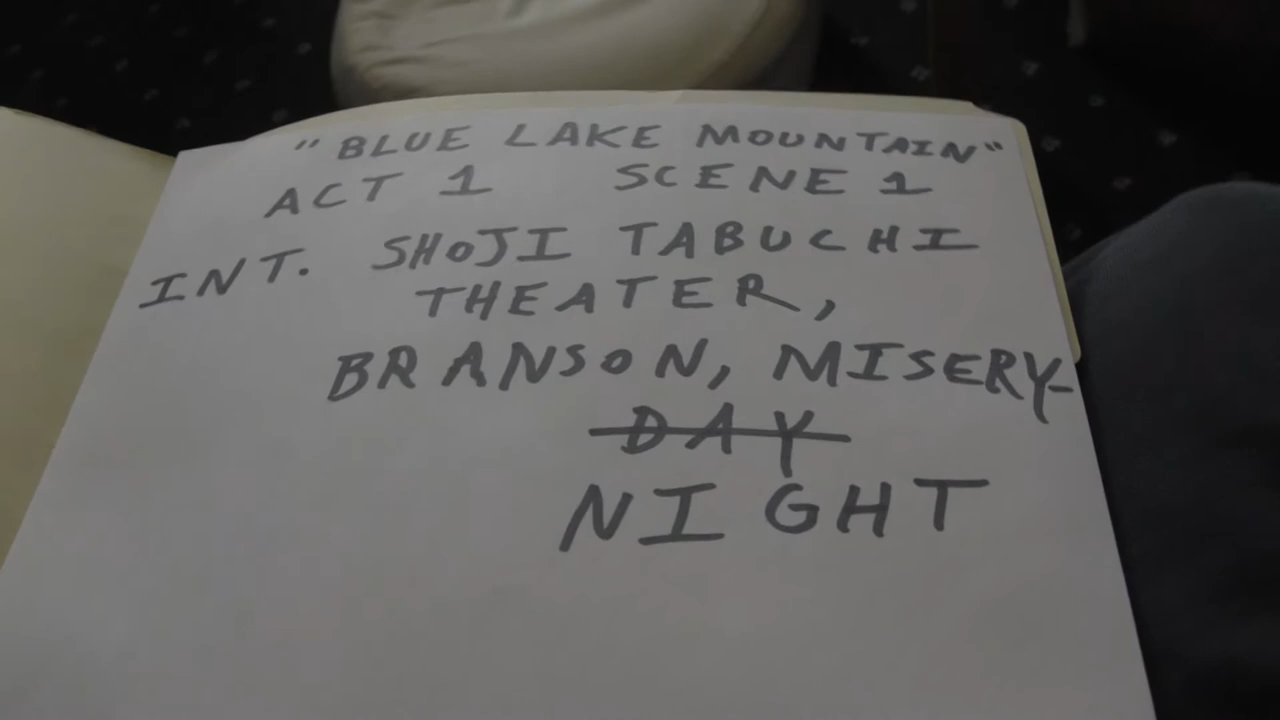 "BLUE LAKE MOUNTAIN"
ACT 1 SCENE 1
INT. SHOJI TABUCHI
THEATER,
BRANSON, MISERY-
DAY
NIGHT